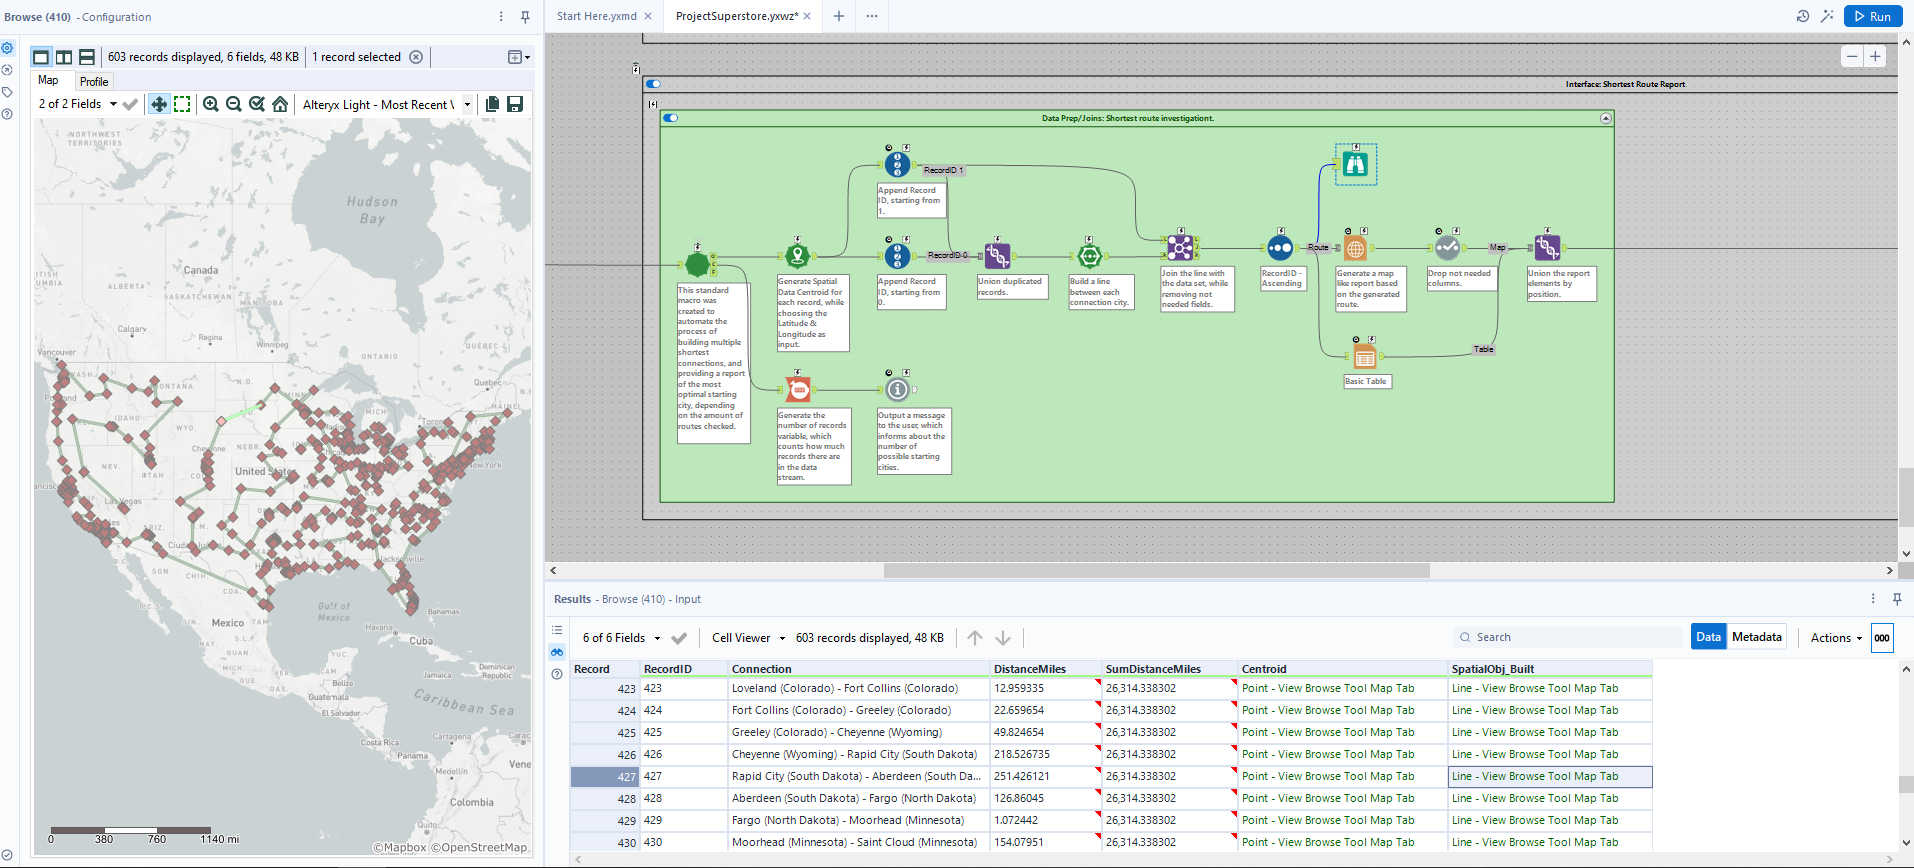 Browse (410) - Configuration
603 records displayed, 6 fields, 48 KB
1 record selected
Map
Profile
2 of 2 Fields
Alteryx Light - Most Recent
NORTHWEST
TERRITORIES
Hudson
Bay
Canada
ALBERTA
MANITOBA
SASKATCHEWAN
Calgary
Regina
Winnipeg
ONTARIO
QUÉBEC
Vancouver
Quebec
MONTANA
N.D.
MICH
MAINE
IDAHO
WYO.
Toronto
Cheyenne
NEBR.
NEV.
UTAH
United States
New York
Las Vegas
ARIZ.
N.M.
Jacksonville
SON.
CHIH.
COA.
B.C.
SIN.
Gulf of
Mexico
TAM.
Bahamas
Mexico
Havana
Cuba
YUC.
CAM.
Belize
Jamaica
Dominican
Republic
Guatemala
El Salvador
Caribbean Sea
Costa Rica
Panama
Cartagena
Medellín
Colombia
Quito
0 380 760 1140 mi
©Mapbox ©OpenStreetMap
Start Here.yxmd
ProjectSuperstore.yxwz*
Run
Interface: Shortest Route Report
Data Prep/Joins: Shortest route investigationt.
RecordID 1
Append Record
ID, starting from
1.
RecordID 0
Route
Map
This standard
macro was
created to
automate the
process of
building multiple
shortest
connections, and
providing a report
of the most
optimal starting
city, depending
on the amount of
routes checked.
Generate Spatial
Data Centroid for
each record, while
choosing the
Latitude &
Longitude as
input.
Append Record
ID, starting from
0.
Union duplicated
records.
Build a line
between each
connection city.
Join the line with
the data set, while
removing not
needed fields.
RecordID -
Ascending
Generate a map
like report based
on the generated
route.
Drop not needed
columns.
Union the report
elements by
position.
Table
Basic Table
Generate the
number of records
variable, which
counts how much
records there are
in the data
stream.
Output a message
to the user, which
informs about the
number of
possible starting
cities.
Results - Browse (410) - Input
6 of 6 Fields
Cell Viewer
603 records displayed, 48 KB
Search
Data
Metadata
Actions
000
Record RecordID Connection DistanceMiles SumDistanceMiles Centroid SpatialObj_Built
423 423 Loveland (Colorado) - Fort Collins (Colorado) 12.959335 26,314.338302 Point - View Browse Tool Map Tab Line - View Browse Tool Map Tab
424 424 Fort Collins (Colorado) - Greeley (Colorado) 22.659654 26,314.338302 Point - View Browse Tool Map Tab Line - View Browse Tool Map Tab
425 425 Greeley (Colorado) - Cheyenne (Wyoming) 49.824654 26,314.338302 Point - View Browse Tool Map Tab Line - View Browse Tool Map Tab
426 426 Cheyenne (Wyoming) - Rapid City (South Dakota) 218.526735 26,314.338302 Point - View Browse Tool Map Tab Line - View Browse Tool Map Tab
427 427 Rapid City (South Dakota) - Aberdeen (South Da... 251.426121 26,314.338302 Point - View Browse Tool Map Tab Line - View Browse Tool Map Tab
428 428 Aberdeen (South Dakota) - Fargo (North Dakota) 126.86045 26,314.338302 Point - View Browse Tool Map Tab Line - View Browse Tool Map Tab
429 429 Fargo (North Dakota) - Moorhead (Minnesota) 1.072442 26,314.338302 Point - View Browse Tool Map Tab Line - View Browse Tool Map Tab
430 430 Moorhead (Minnesota) - Saint Cloud (Minnesota) 154.07951 26,314.338302 Point - View Browse Tool Map Tab Line - View Browse Tool Map Tab